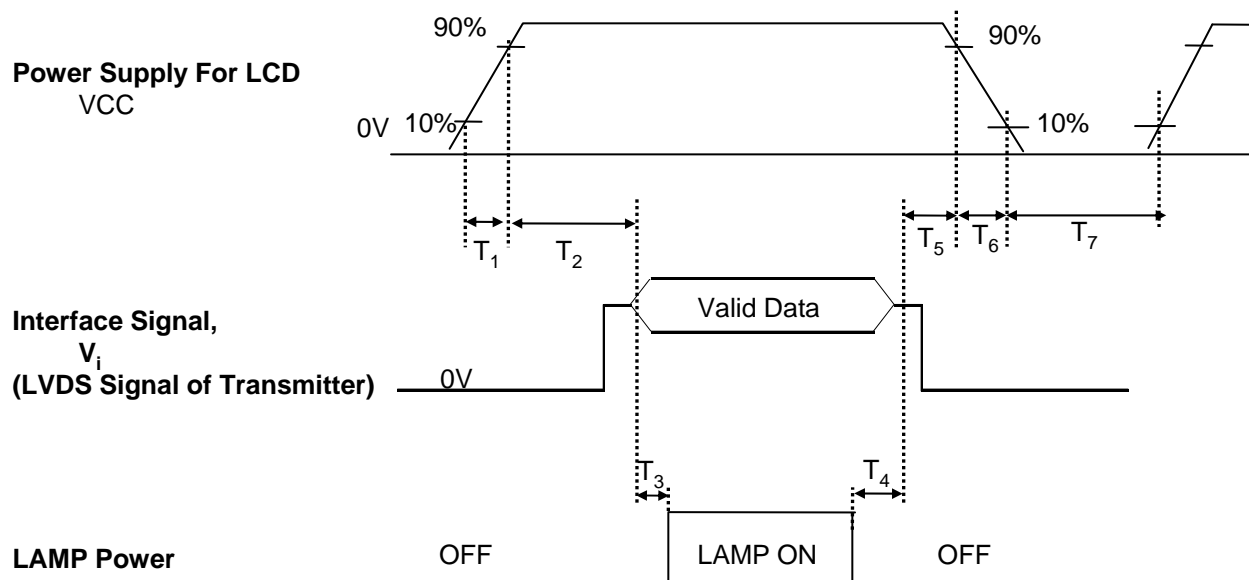 90%
90%
Power Supply For LCD
VCC
0V
10%
10%
T1
T2
T5
T6
T7
Valid Data
Interface Signal,
Vi
(LVDS Signal of Transmitter)
0V
T3
T4
LAMP Power
OFF
LAMP ON
OFF